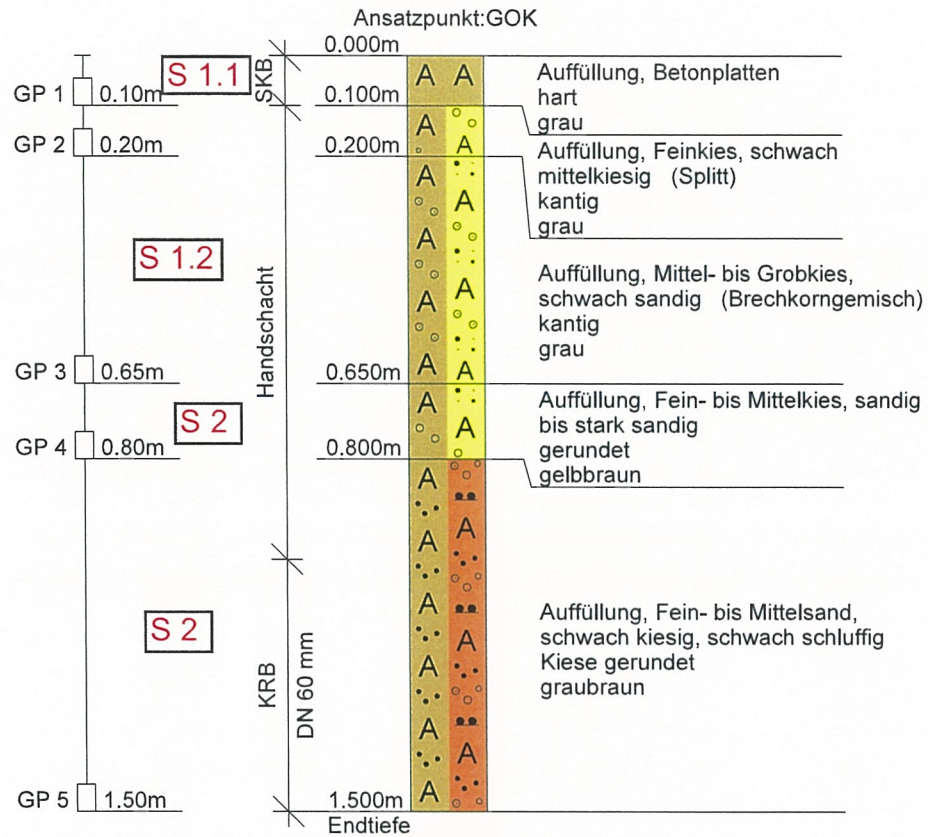 Ansatzpunkt:GOK
0.000m
S 1.1
SKB
A A
Auffüllung, Betonplatten
hart
grau
GP 1
0.10m
0.100m
A
GP 2
0.20m
0.200m
A
Auffüllung, Feinkies, schwach
mittelkiesig (Splitt)
kantig
grau
A
A
S 1.2
Handschacht
A
A
A
Auffüllung, Mittel- bis Grobkies,
schwach sandig (Brechkorngemisch)
kantig
grau
A
A
GP 3
0.65m
0.650m
S 2
A
A
Auffüllung, Fein- bis Mittelkies, sandig
bis stark sandig
gerundet
gelbbraun
GP 4
0.80m
0.800m
A
A
A
S 2
KRB
DN 60 mm
A
A
A
A
A
A
Auffüllung, Fein- bis Mittelsand,
schwach kiesig, schwach schluffig
Kiese gerundet
graubraun
GP 5
1.50m
1.500m
Endtiefe